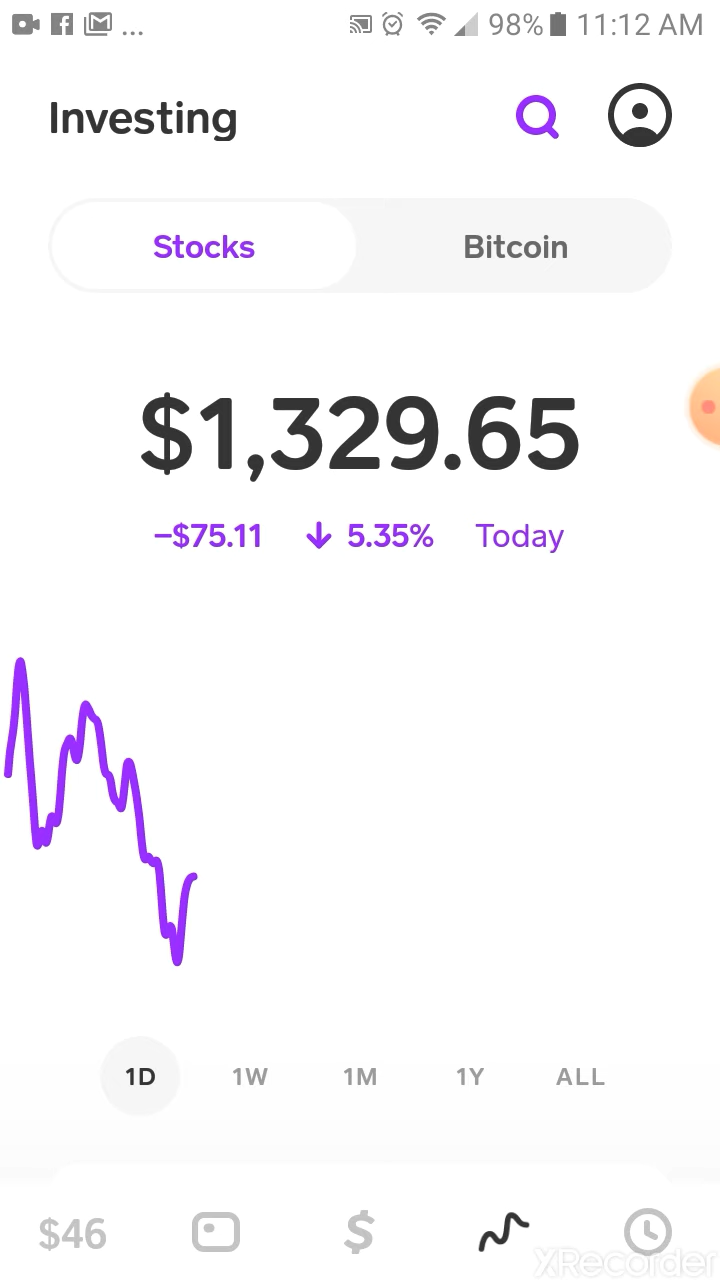 ... 98% 11:12 AM
Investing
Stocks Bitcoin
$1,329.65
–$75.11 ↓ 5.35% Today
1D 1W 1M 1Y ALL
$46 $
XRecorder